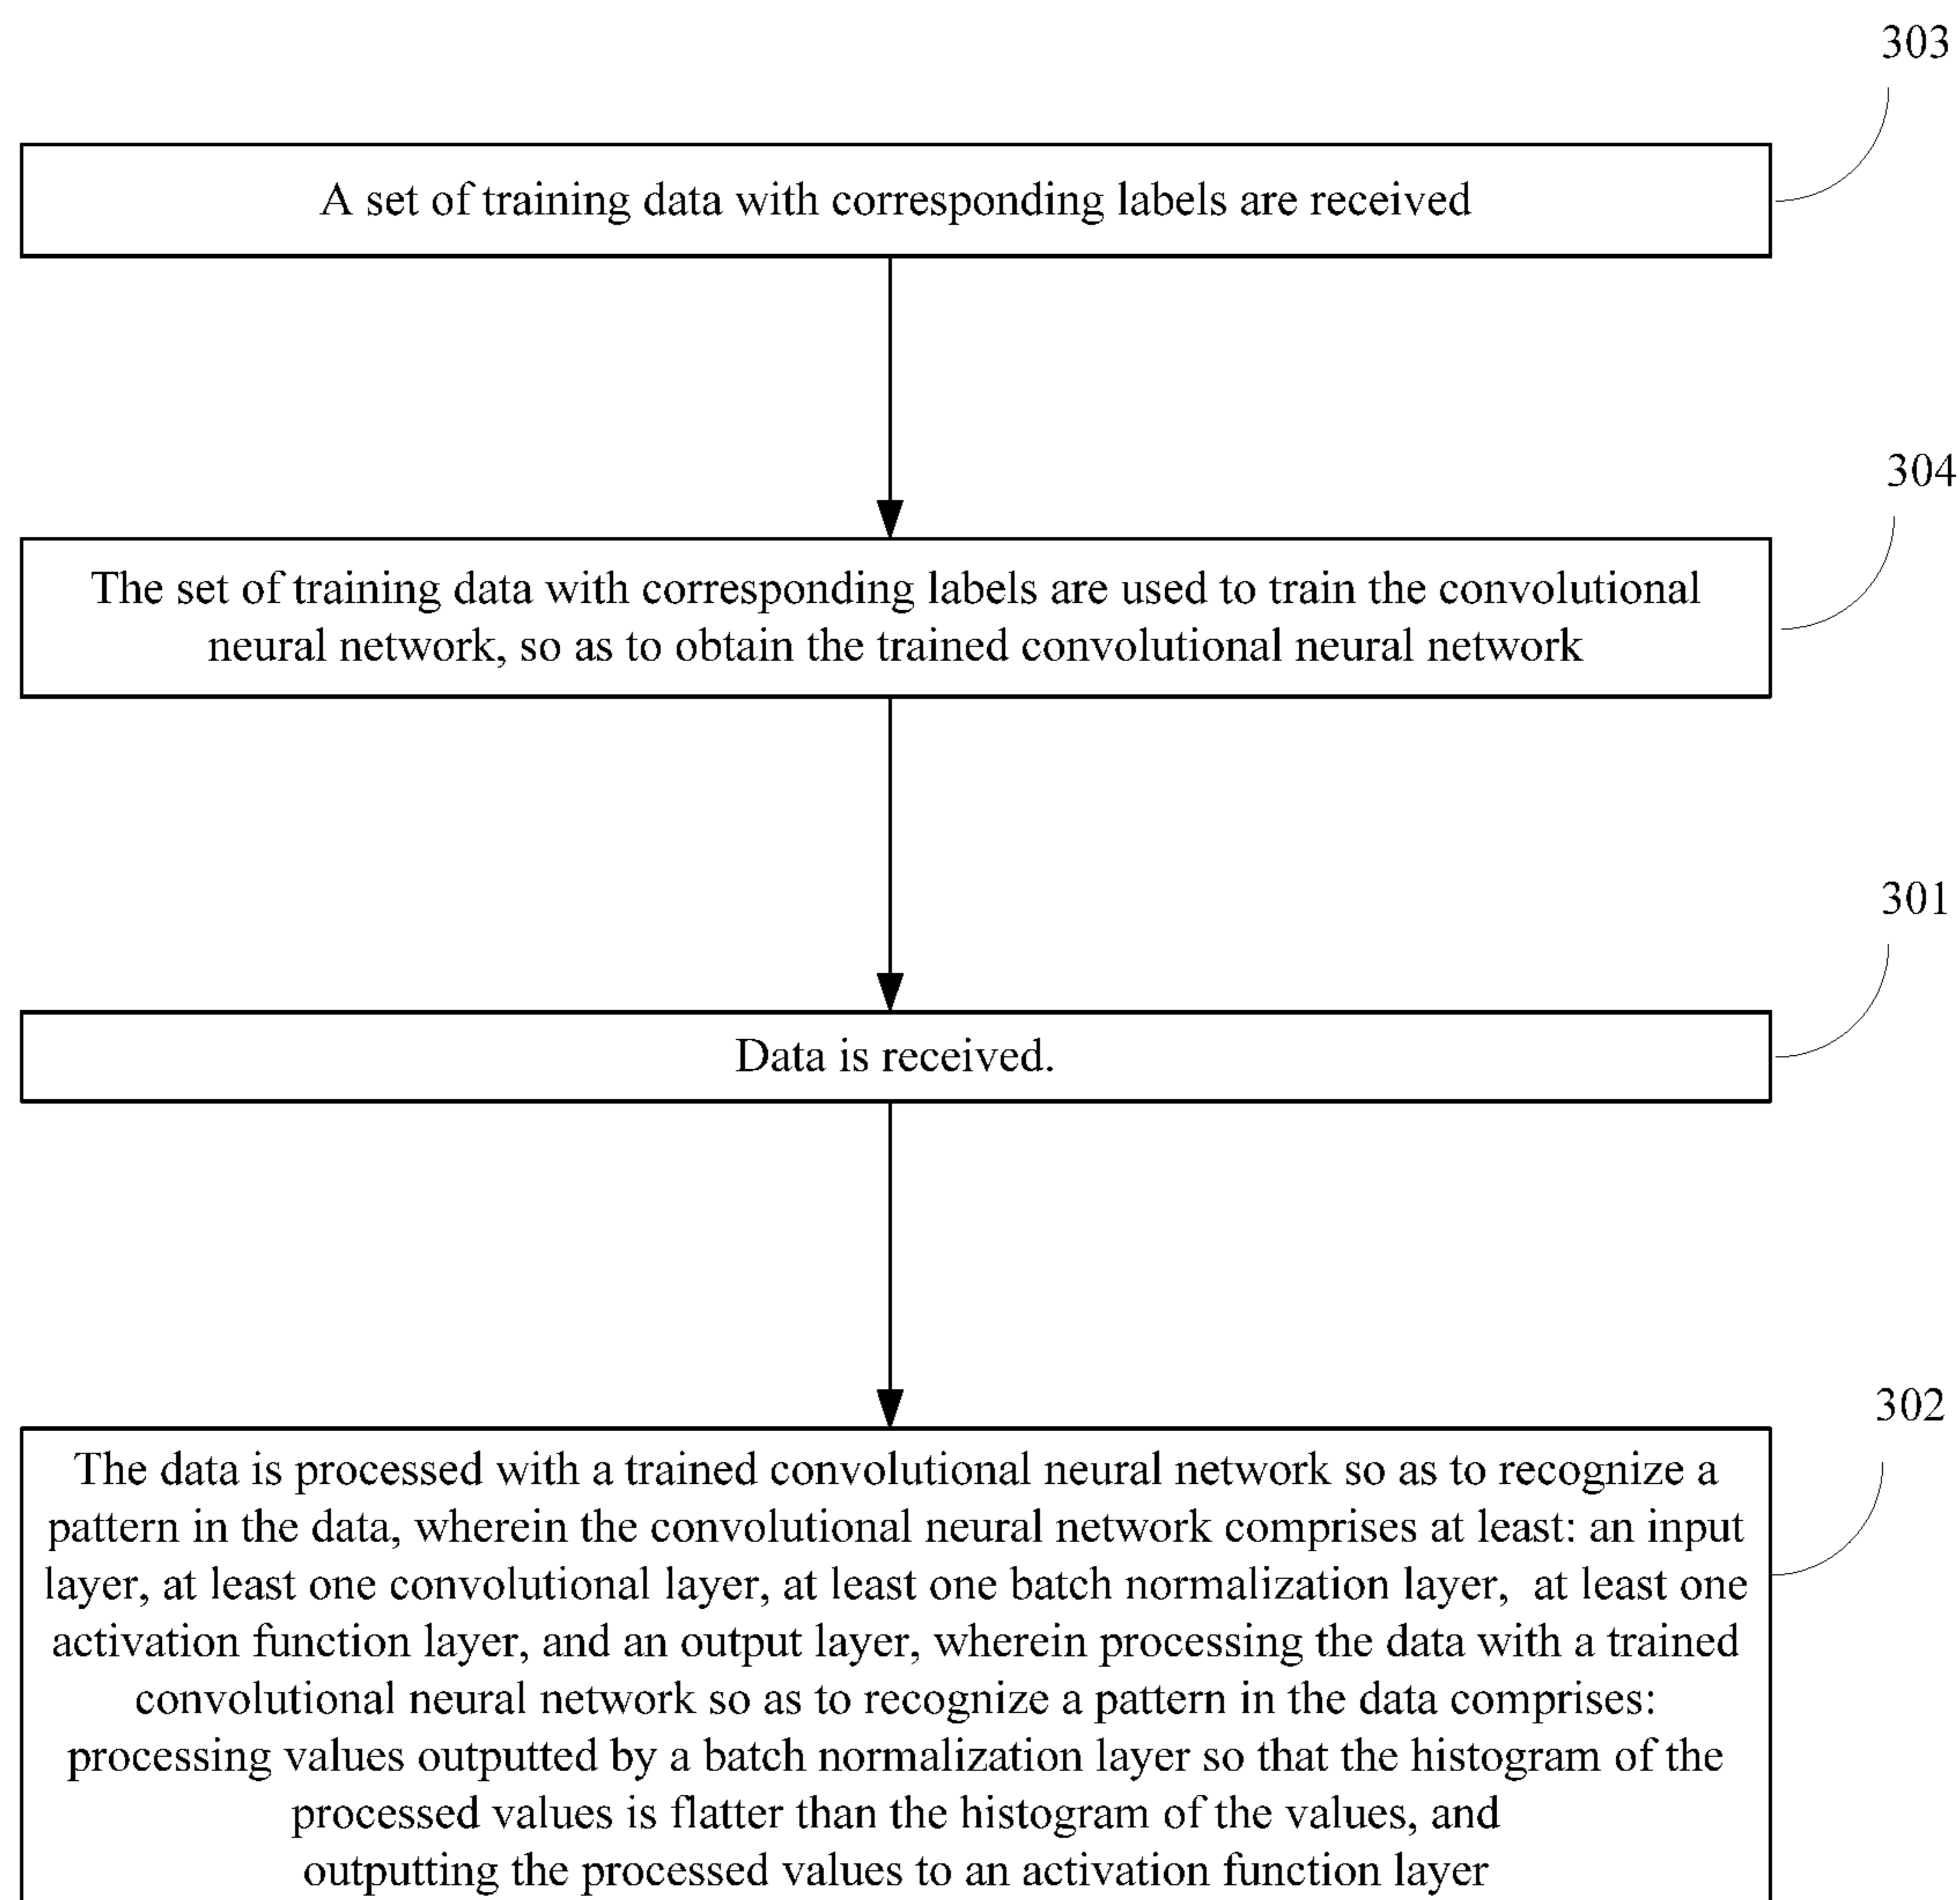 303
A set of training data with corresponding labels are received
304
The set of training data with corresponding labels are used to train the convolutional
neural network, so as to obtain the trained convolutional neural network
301
Data is received.
302
The data is processed with a trained convolutional neural network so as to recognize a
pattern in the data, wherein the convolutional neural network comprises at least: an input
layer, at least one convolutional layer, at least one batch normalization layer,  at least one
activation function layer, and an output layer, wherein processing the data with a trained
convolutional neural network so as to recognize a pattern in the data comprises:
processing values outputted by a batch normalization layer so that the histogram of the
processed values is flatter than the histogram of the values, and
outputting the processed values to an activation function layer